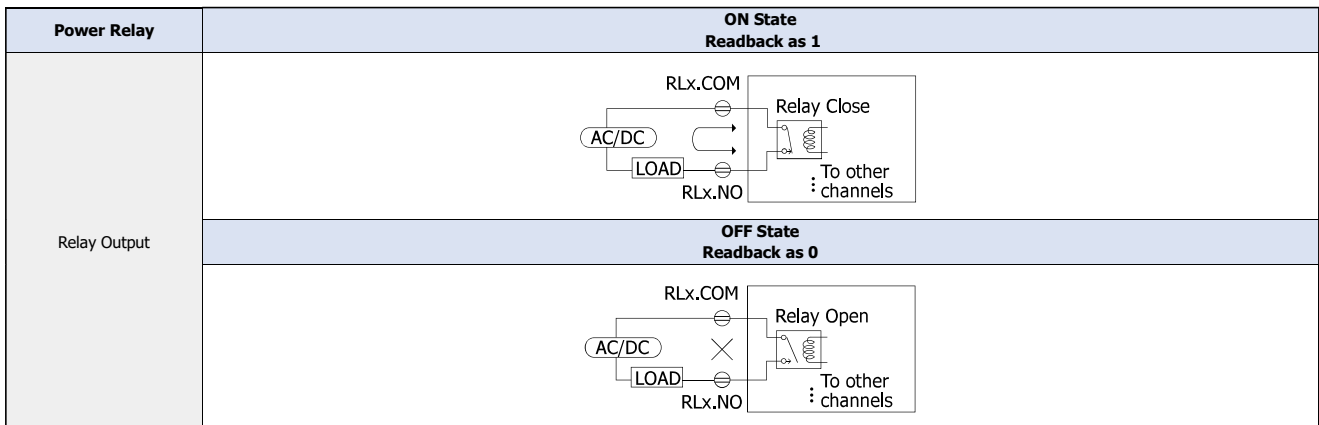 Power Relay
ON State
Readback as 1
Relay Output
RLx.COM
Relay Close
AC/DC
LOAD
To other
channels
RLx.NO
OFF State
Readback as 0
RLx.COM
Relay Open
AC/DC
LOAD
To other
channels
RLx.NO